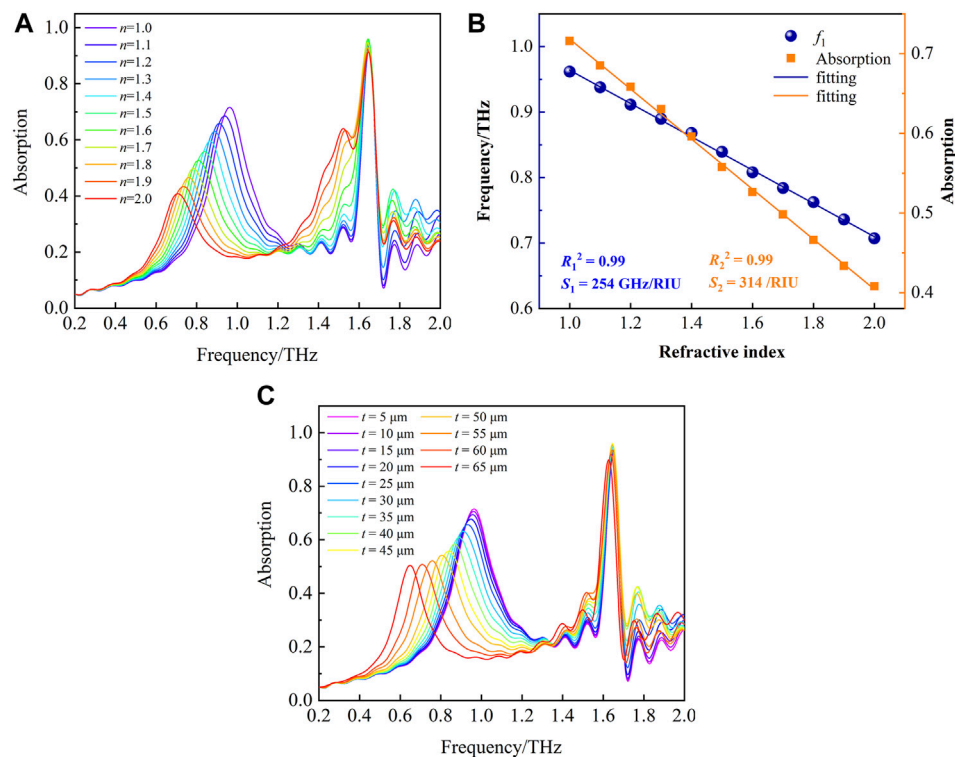 A
n=1.0
n=1.1
n=1.2
n=1.3
n=1.4
n=1.5
n=1.6
n=1.7
n=1.8
n=1.9
n=2.0
1.0
0.8
0.6
0.4
0.2
0.0
Absorption
0.2 0.4 0.6 0.8 1.0 1.2 1.4 1.6 1.8 2.0
Frequency/THz
B
f₁
Absorption
fitting
fitting
1.0
0.9
0.8
0.7
0.6
Frequency/THz
0.7
0.6
0.5
0.4
Absorption
R₁² = 0.99
S₁ = 254 GHz/RIU
R₂² = 0.99
S₂ = 314 /RIU
1.0 1.2 1.4 1.6 1.8 2.0
Refractive index
C
t = 5 μm
t = 10 μm
t = 15 μm
t = 20 μm
t = 25 μm
t = 30 μm
t = 35 μm
t = 40 μm
t = 45 μm
t = 50 μm
t = 55 μm
t = 60 μm
t = 65 μm
1.0
0.8
0.6
0.4
0.2
0.0
Absorption
0.2 0.4 0.6 0.8 1.0 1.2 1.4 1.6 1.8 2.0
Frequency/THz